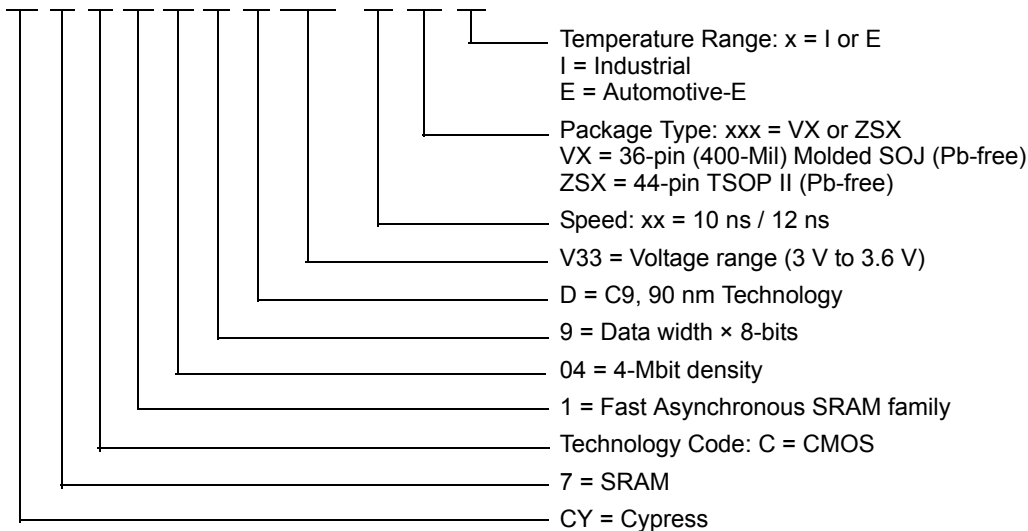 Temperature Range: x = I or E
I = Industrial
E = Automotive-E
Package Type: xxx = VX or ZSX
VX = 36-pin (400-Mil) Molded SOJ (Pb-free)
ZSX = 44-pin TSOP II (Pb-free)
Speed: xx = 10 ns / 12 ns
V33 = Voltage range (3 V to 3.6 V)
D = C9, 90 nm Technology
9 = Data width × 8-bits
04 = 4-Mbit density
1 = Fast Asynchronous SRAM family
Technology Code: C = CMOS
7 = SRAM
CY = Cypress